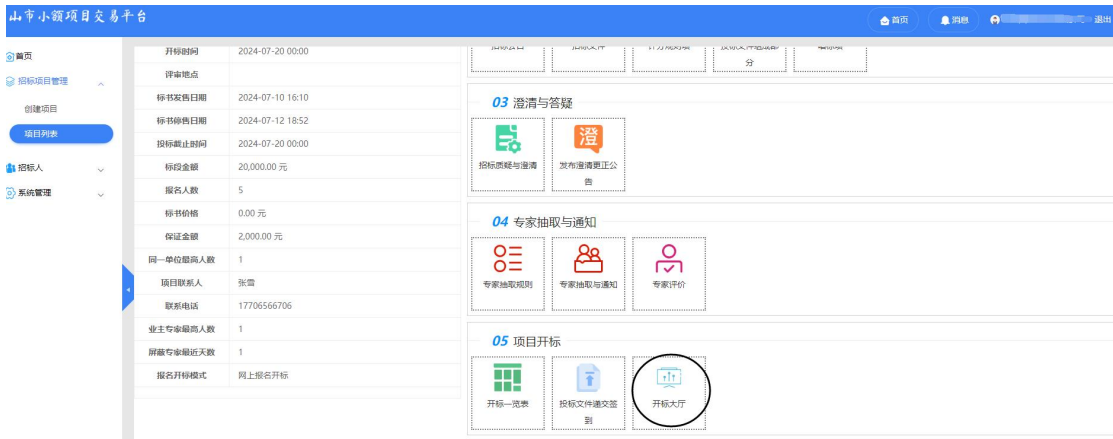 山市小额项目交易平台
首页
消息
退出
首页
招标项目管理
创建项目
项目列表
招标人
系统管理
开标时间 2024-07-20 00:00
评审地点
标书发售日期 2024-07-10 16:10
标书停售日期 2024-07-12 18:52
投标截止时间 2024-07-20 00:00
标段金额 20,000.00 元
报名人数 5
标书价格 0.00 元
保证金额 2,000.00 元
同一单位最高人数 1
项目联系人 张雪
联系电话 17706566706
业主专家最高人数 1
屏蔽专家最近天数 1
报名开标模式 网上报名开标
分
03 澄清与答疑
澄
招标质疑与澄清
发布澄清更正公
告
04 专家抽取与通知
专家抽取规则
专家抽取与通知
专家评价
05 项目开标
开标一览表
投标文件递交签
到
开标大厅